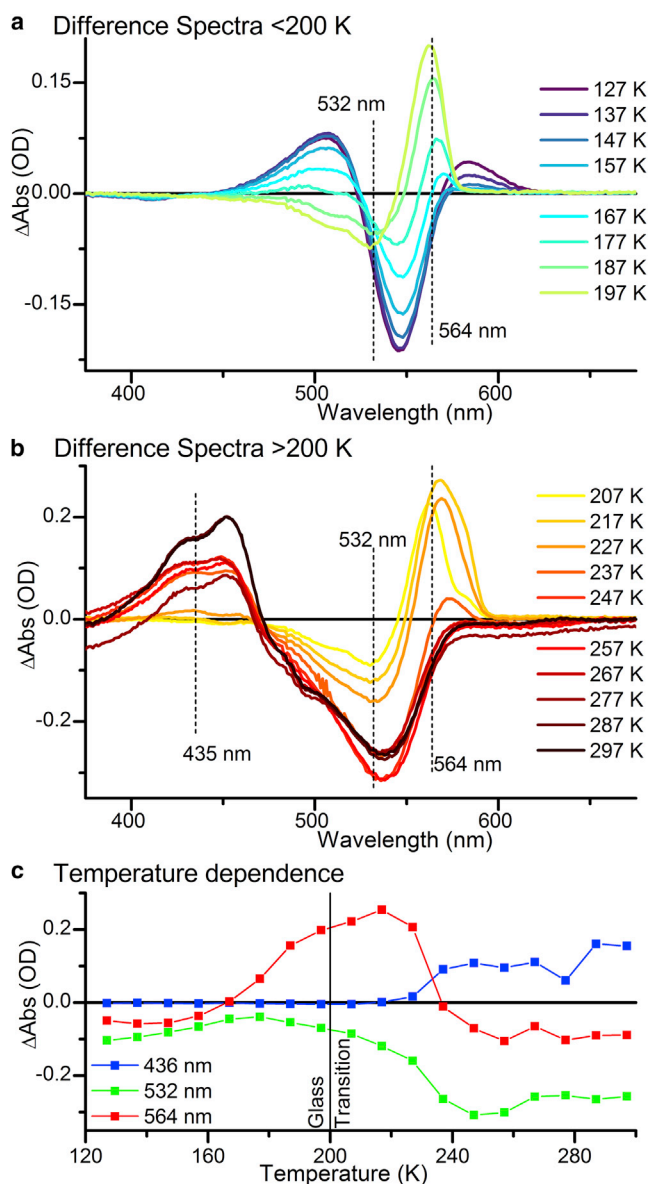 a Difference Spectra <200 K
532 nm
564 nm
127 K
137 K
147 K
157 K
167 K
177 K
187 K
197 K
0.15
0.00
-0.15
ΔAbs (OD)
400 500 600
Wavelength (nm)
b Difference Spectra >200 K
435 nm
532 nm
564 nm
207 K
217 K
227 K
237 K
247 K
257 K
267 K
277 K
287 K
297 K
0.2
0.0
-0.2
ΔAbs (OD)
400 500 600
Wavelength (nm)
c Temperature dependence
0.2
0.0
-0.2
ΔAbs (OD)
436 nm
532 nm
564 nm
Glass
Transition
120 160 200 240 280
Temperature (K)